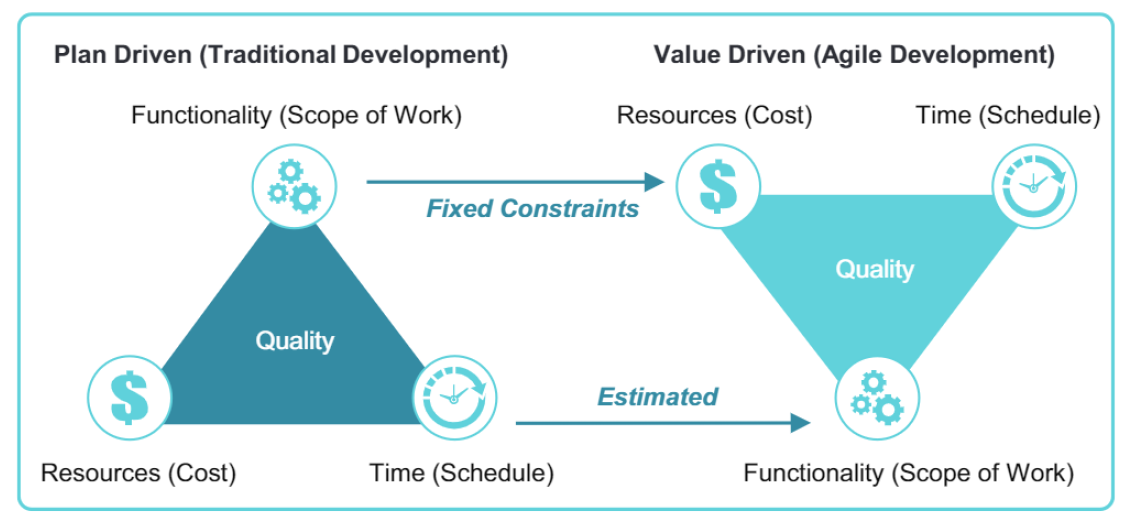 Plan Driven (Traditional Development)
Value Driven (Agile Development)
Functionality (Scope of Work)
Resources (Cost)
Time (Schedule)
$
$
Fixed Constraints
Quality
Quality
Estimated
$
Resources (Cost)
Time (Schedule)
Functionality (Scope of Work)